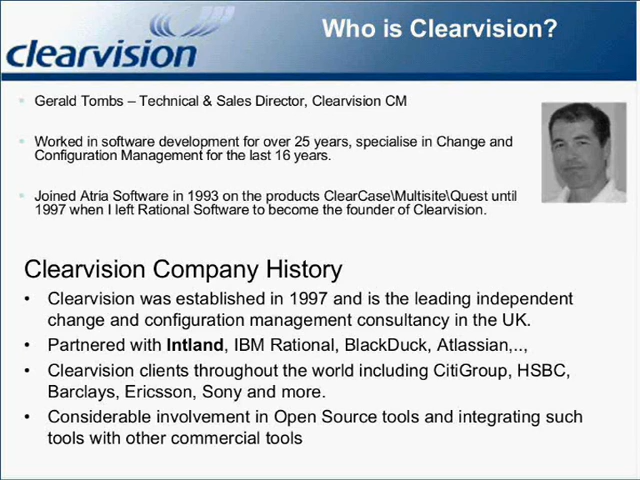 Who is Clearvision?
clearvision
Gerald Tombs – Technical & Sales Director, Clearvision CM
Worked in software development for over 25 years, specialise in Change and
Configuration Management for the last 16 years.
Joined Atria Software in 1993 on the products ClearCase\Multisite\Quest until
1997 when I left Rational Software to become the founder of Clearvision.
Clearvision Company History
• Clearvision was established in 1997 and is the leading independent
change and configuration management consultancy in the UK.
• Partnered with Intland, IBM Rational, BlackDuck, Atlassian,..,
• Clearvision clients throughout the world including CitiGroup, HSBC,
Barclays, Ericsson, Sony and more.
• Considerable involvement in Open Source tools and integrating such
tools with other commercial tools